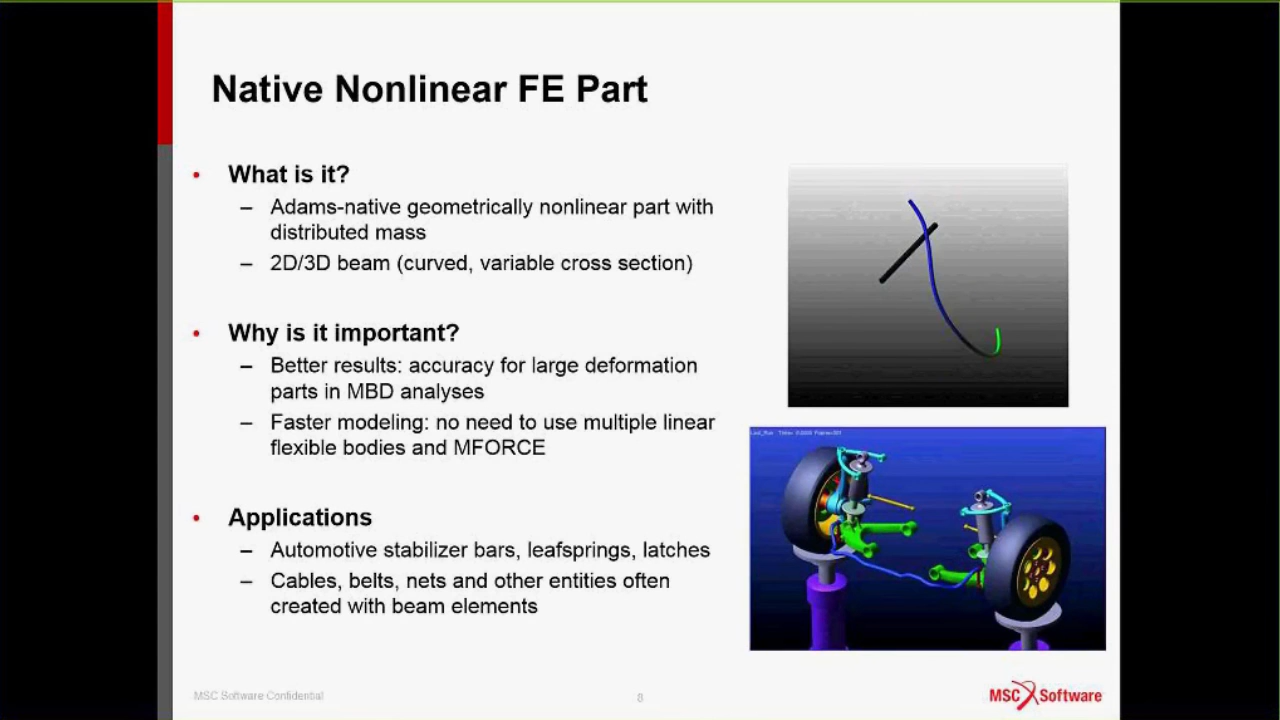 Native Nonlinear FE Part
• What is it?
– Adams-native geometrically nonlinear part with
distributed mass
– 2D/3D beam (curved, variable cross section)
• Why is it important?
– Better results: accuracy for large deformation
parts in MBD analyses
– Faster modeling: no need to use multiple linear
flexible bodies and MFORCE
• Applications
– Automotive stabilizer bars, leafsprings, latches
– Cables, belts, nets and other entities often
created with beam elements
MSC Software Confidential
8
MSC Software